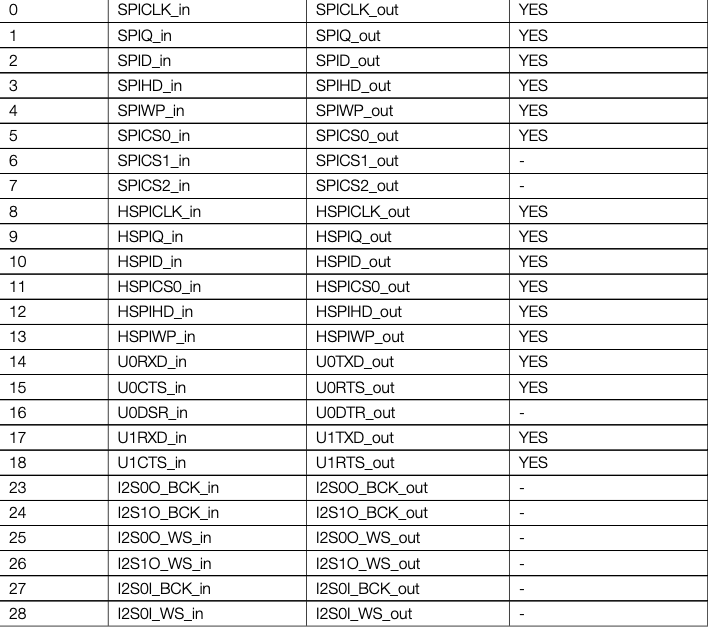 0 SPICLK_in SPICLK_out YES
1 SPIQ_in SPIQ_out YES
2 SPID_in SPID_out YES
3 SPIHD_in SPIHD_out YES
4 SPIWP_in SPIWP_out YES
5 SPICS0_in SPICS0_out YES
6 SPICS1_in SPICS1_out -
7 SPICS2_in SPICS2_out -
8 HSPICLK_in HSPICLK_out YES
9 HSPIQ_in HSPIQ_out YES
10 HSPID_in HSPID_out YES
11 HSPICS0_in HSPICS0_out YES
12 HSPIHD_in HSPIHD_out YES
13 HSPIWP_in HSPIWP_out YES
14 U0RXD_in U0TXD_out YES
15 U0CTS_in U0RTS_out YES
16 U0DSR_in U0DTR_out -
17 U1RXD_in U1TXD_out YES
18 U1CTS_in U1RTS_out YES
23 I2S0O_BCK_in I2S0O_BCK_out -
24 I2S1O_BCK_in I2S1O_BCK_out -
25 I2S0O_WS_in I2S0O_WS_out -
26 I2S1O_WS_in I2S1O_WS_out -
27 I2S0I_BCK_in I2S0I_BCK_out -
28 I2S0I_WS_in I2S0I_WS_out -